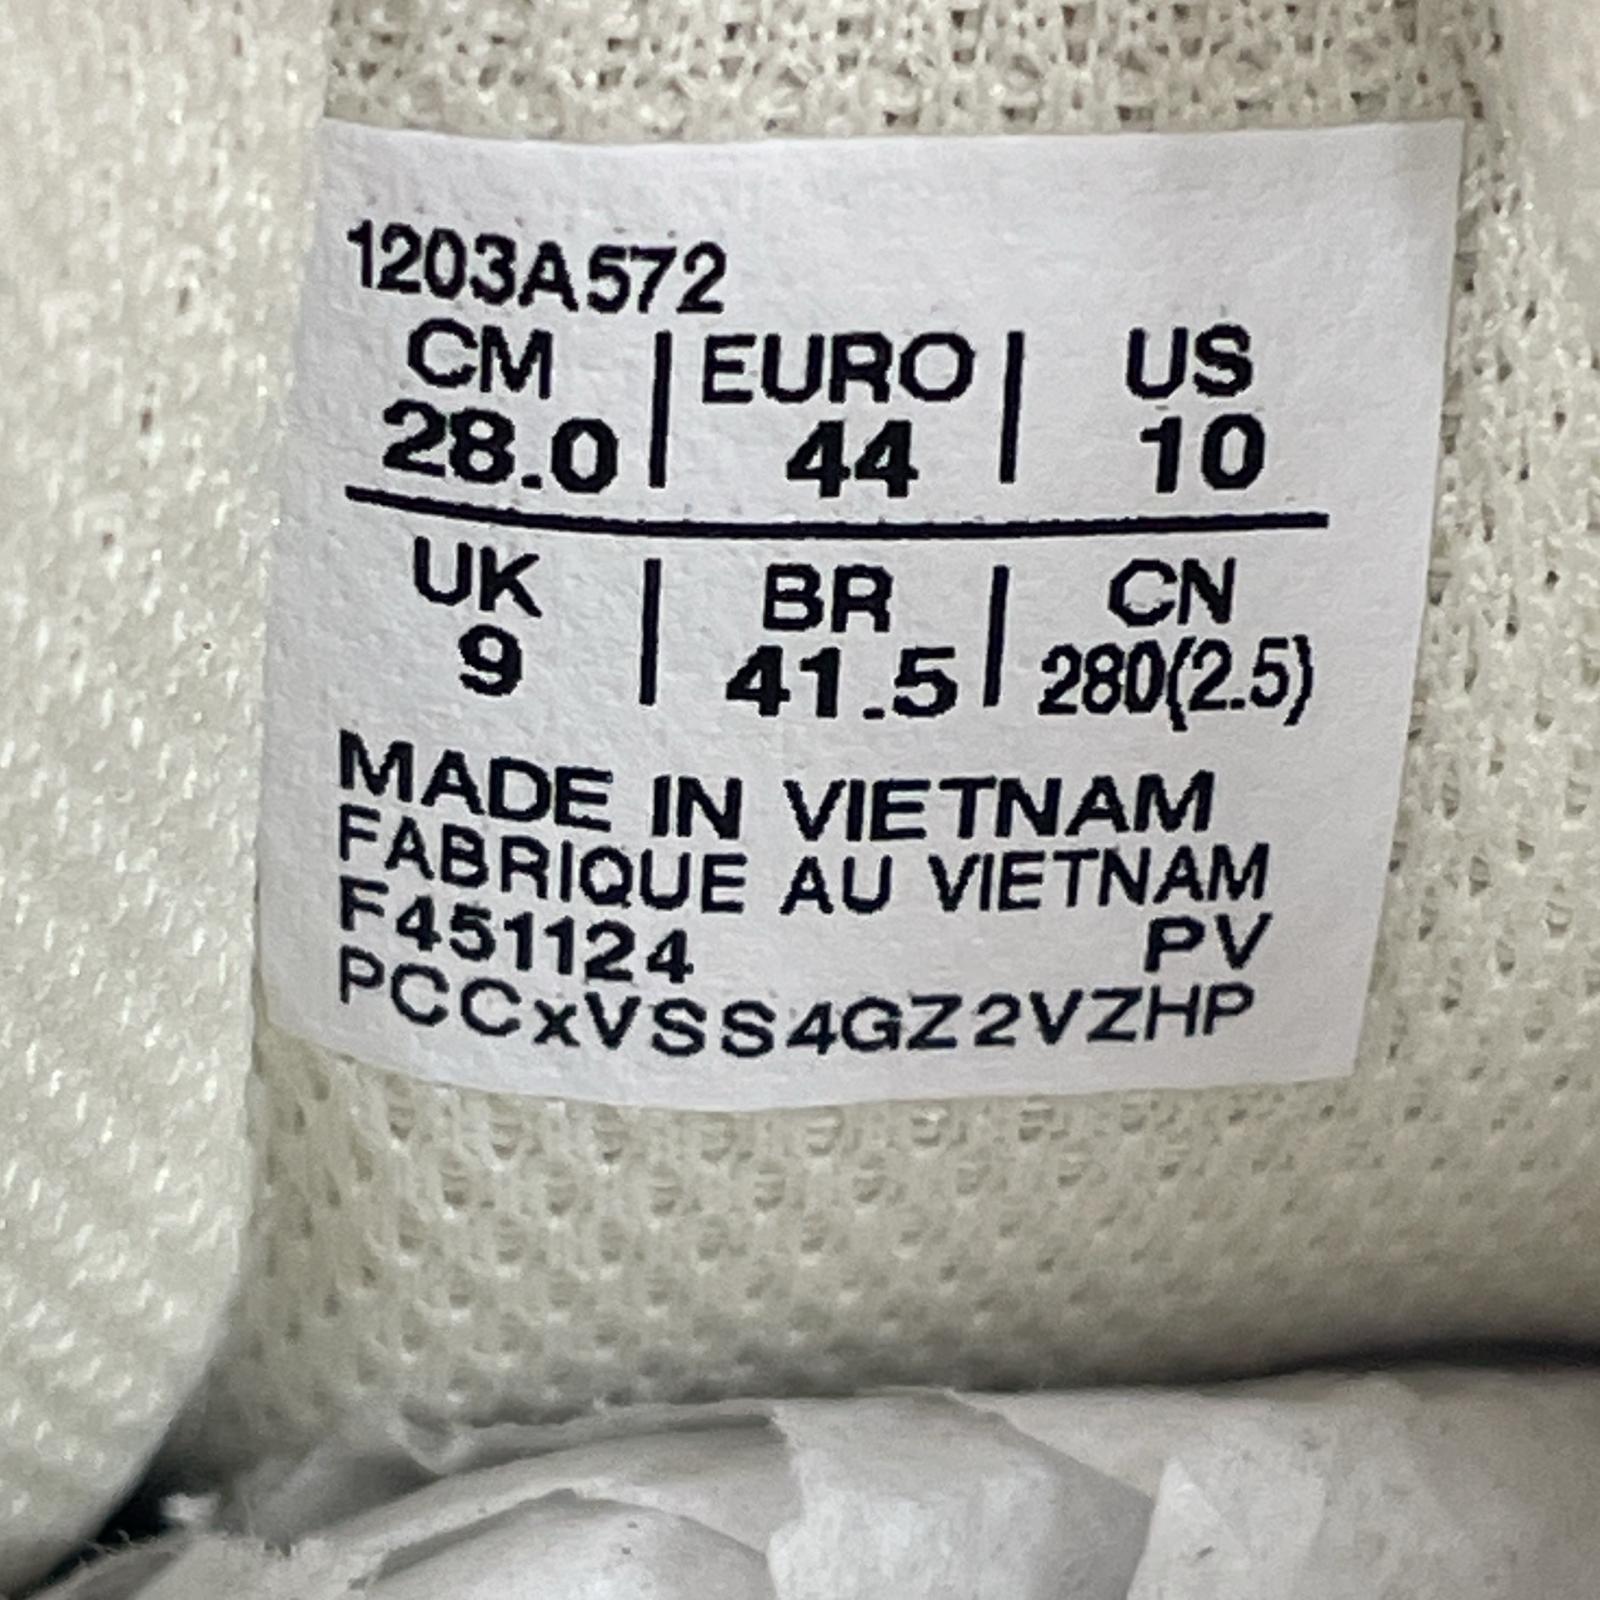 1203A572
CM | EURO | US
28.0 | 44 | 10
UK | BR | CN
9 | 41.5 | 280(2.5)
MADE IN VIETNAM
FABRIQUE AU VIETNAM
F451124 PV
PCCxVSS4GZ2VZHP